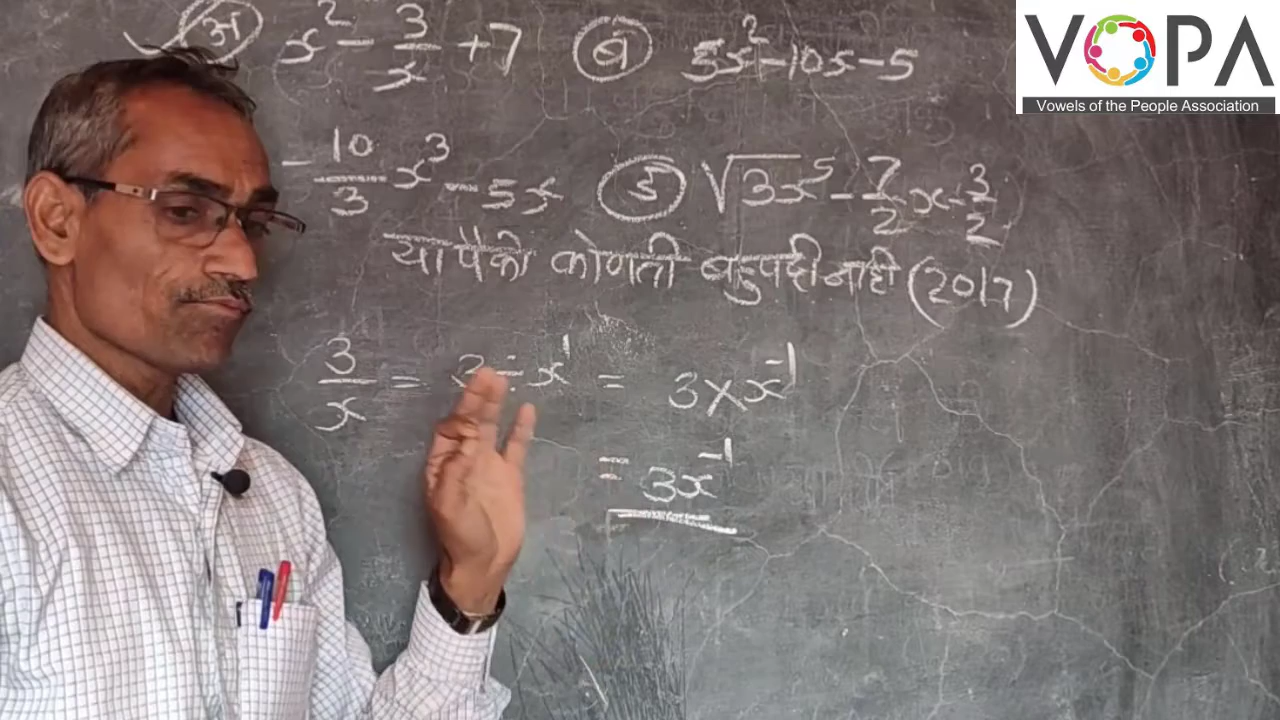 अ x² - 3/x + 7 ब 5x² - 10x - 5
- 10/3 x³ - 5x ड √3x⁵ - 7/2 x - 3/2
यापैकी कोणती बहुपदी नाही (2017)
3/x = 3 ÷ x¹ = 3 × x⁻¹
= 3x⁻¹
VOPA
Vowels of the People Association